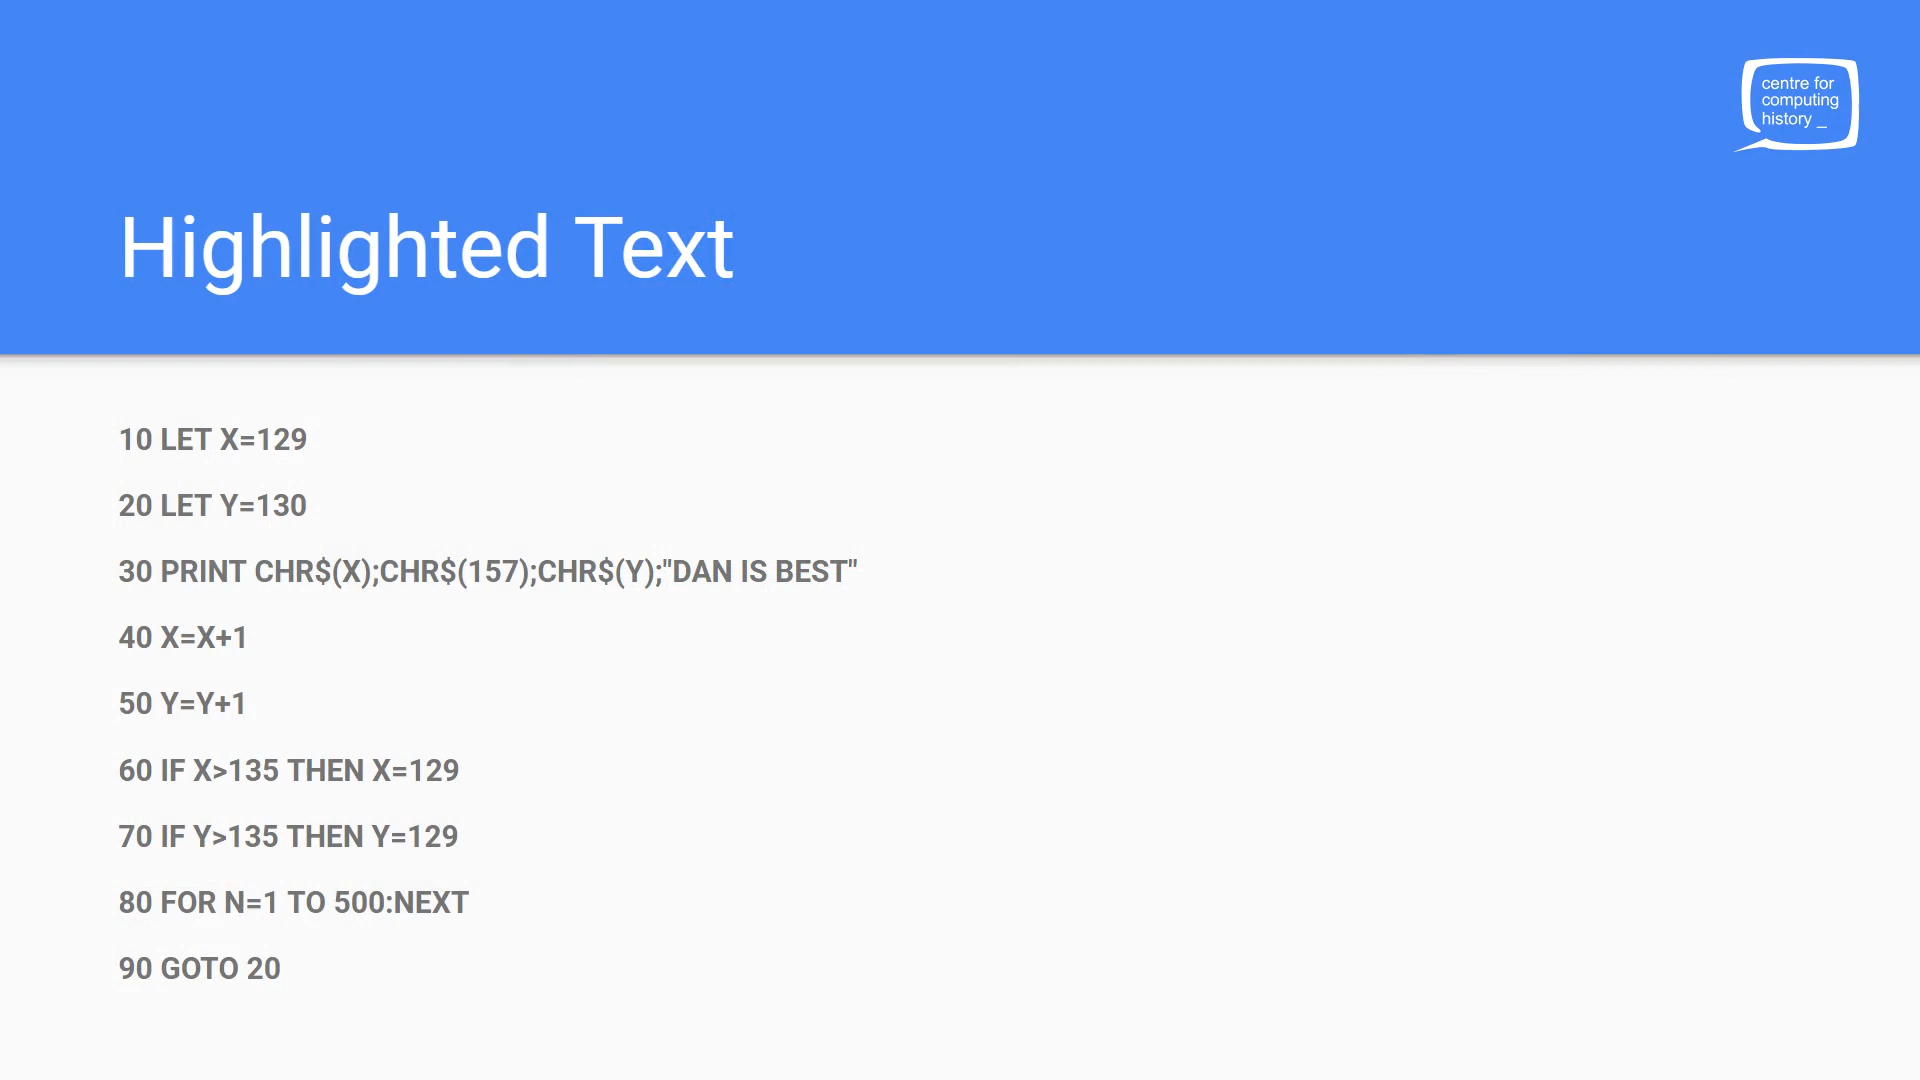 centre for
computing
history _
Highlighted Text
10 LET X=129
20 LET Y=130
30 PRINT CHR$(X);CHR$(157);CHR$(Y);"DAN IS BEST"
40 X=X+1
50 Y=Y+1
60 IF X>135 THEN X=129
70 IF Y>135 THEN Y=129
80 FOR N=1 TO 500:NEXT
90 GOTO 20